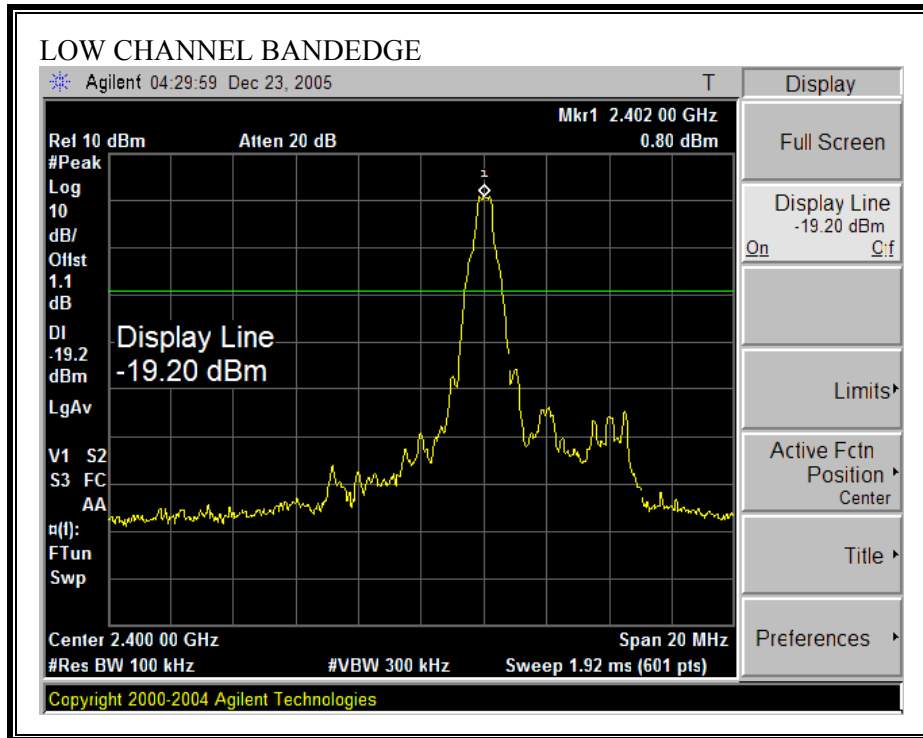 LOW CHANNEL BANDEDGE
Agilent 04:29:59 Dec 23, 2005 T
Display
Mkr1 2.402 00 GHz
Ref 10 dBm Atten 20 dB 0.80 dBm
#Peak
Log
10
dB/
Offst
1.1
dB
DI
-19.2
dBm
LgAv
V1 S2
S3 FC
AA
¤(f):
FTun
Swp
1
Display Line
-19.20 dBm
Center 2.400 00 GHz Span 20 MHz
#Res BW 100 kHz #VBW 300 kHz Sweep 1.92 ms (601 pts)
Copyright 2000-2004 Agilent Technologies
Full Screen
Display Line
-19.20 dBm
On Off
Limits
Active Fctn
Position
Center
Title
Preferences